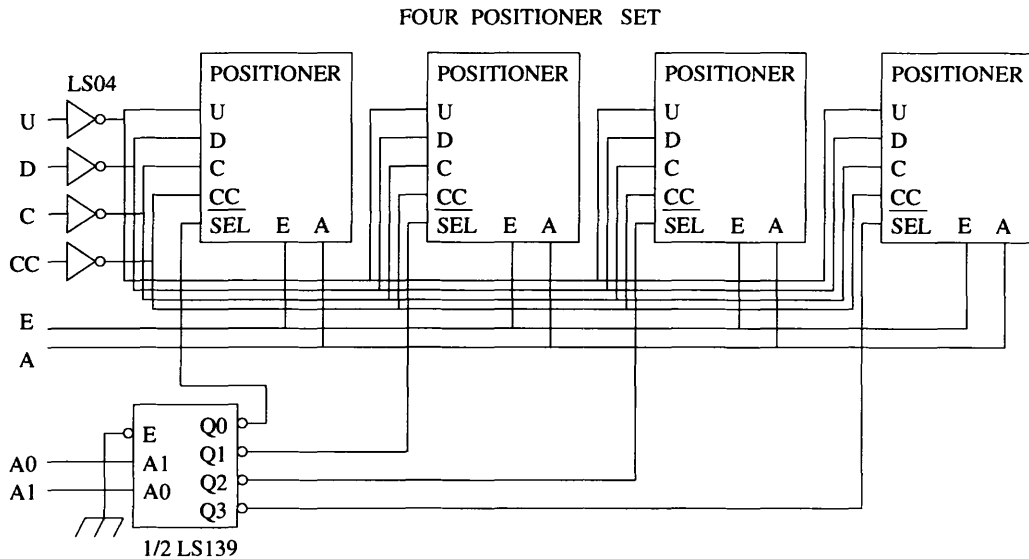 FOUR POSITIONER SET
LS04
U
D
C
CC
E
A
POSITIONER
U
D
C
CC
SEL E A
POSITIONER
U
D
C
CC
SEL E A
POSITIONER
U
D
C
CC
SEL E A
POSITIONER
U
D
C
CC
SEL E A
A0
A1
E
A1
A0
Q0
Q1
Q2
Q3
1/2 LS139